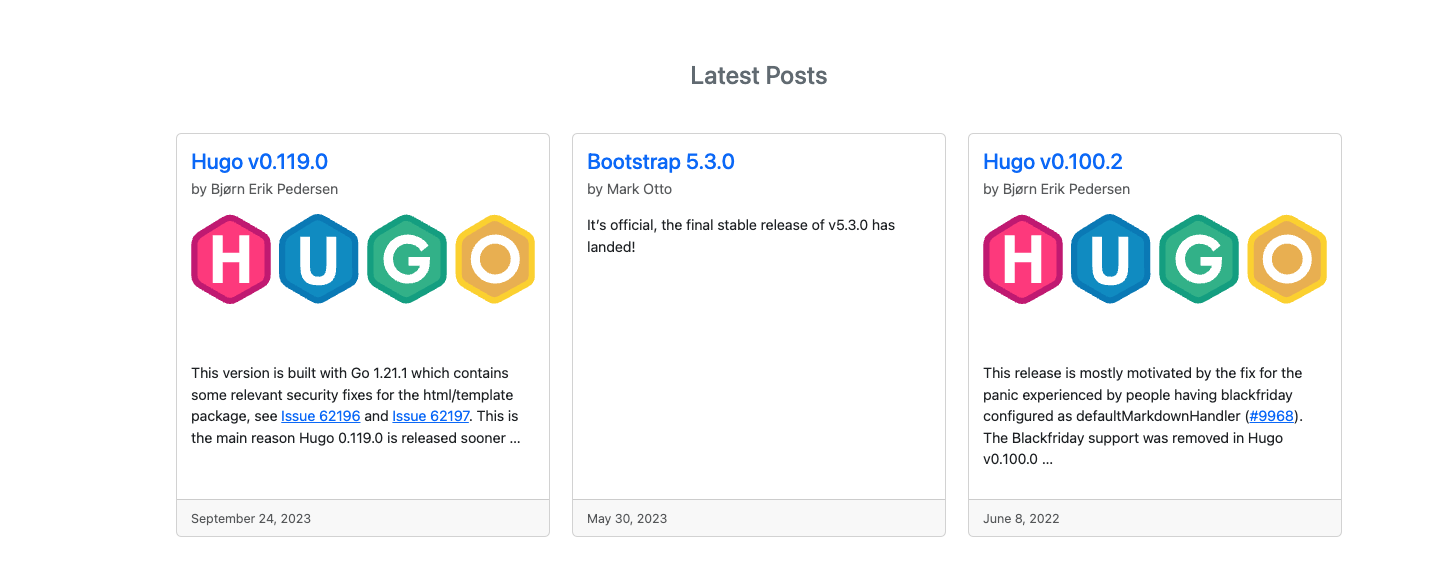 Latest Posts
Hugo v0.119.0
by Bjørn Erik Pedersen
HUGO
This version is built with Go 1.21.1 which contains
some relevant security fixes for the html/template
package, see Issue 62196 and Issue 62197. This is
the main reason Hugo 0.119.0 is released sooner ...
September 24, 2023
Bootstrap 5.3.0
by Mark Otto
It’s official, the final stable release of v5.3.0 has
landed!
May 30, 2023
Hugo v0.100.2
by Bjørn Erik Pedersen
HUGO
This release is mostly motivated by the fix for the
panic experienced by people having blackfriday
configured as defaultMarkdownHandler (#9968).
The Blackfriday support was removed in Hugo
v0.100.0 ...
June 8, 2022